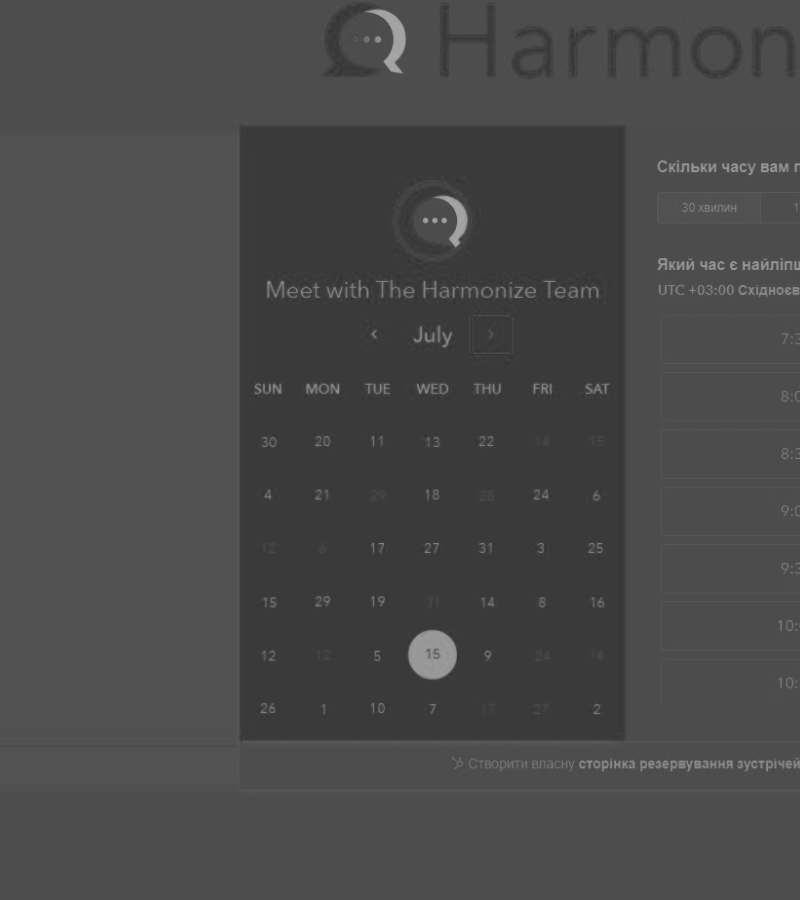 Harmon
Meet with The Harmonize Team
July
SUN MON TUE WED THU FRI SAT
30 20 11 13 22 14 15
4 21 29 18 28 24 6
12 6 17 27 31 3 25
15 29 19 31 14 8 16
12 12 5 15 9 24 14
26 1 10 7 17 27 2
Скільки часу вам п
30 хвилин 1
Який час є найліпш
UTC +03:00 Східноєв
7:3
8:0
8:3
9:0
9:3
10:
10:
Створити власну сторінка резервування зустрічей